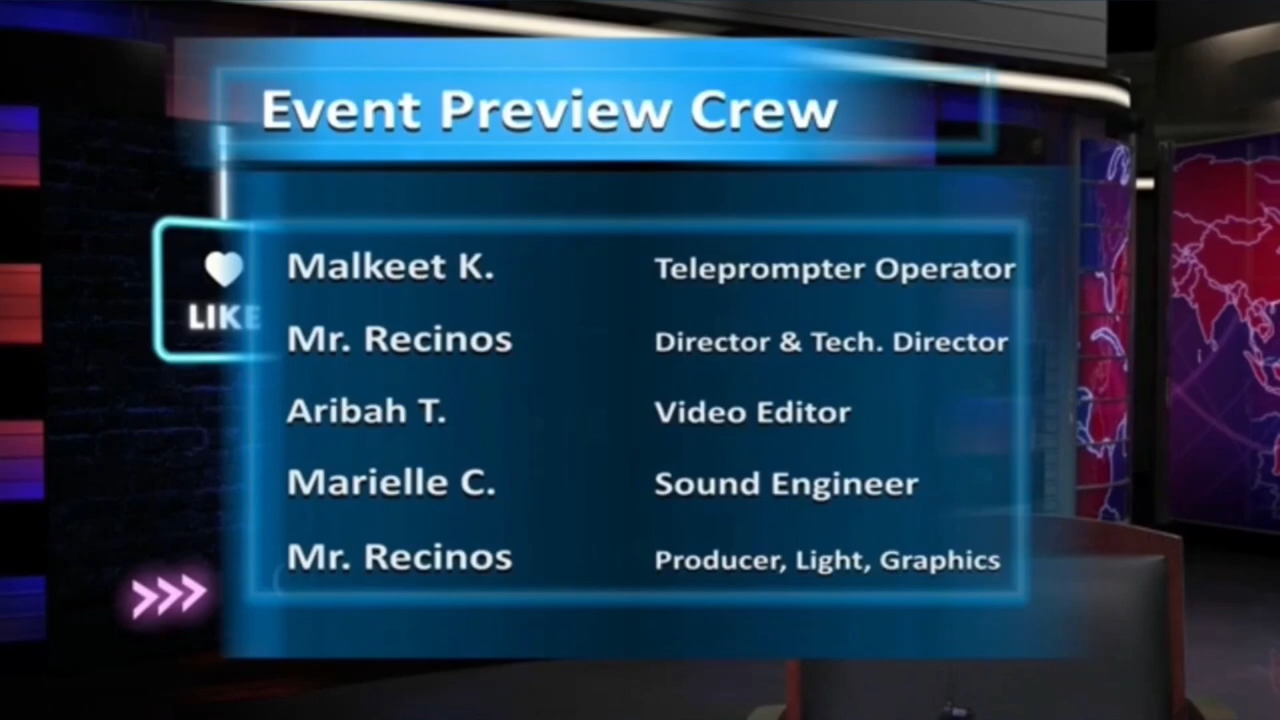 Event Preview Crew
LIKE
Malkeet K. Teleprompter Operator
Mr. Recinos Director & Tech. Director
Aribah T. Video Editor
Marielle C. Sound Engineer
Mr. Recinos Producer, Light, Graphics